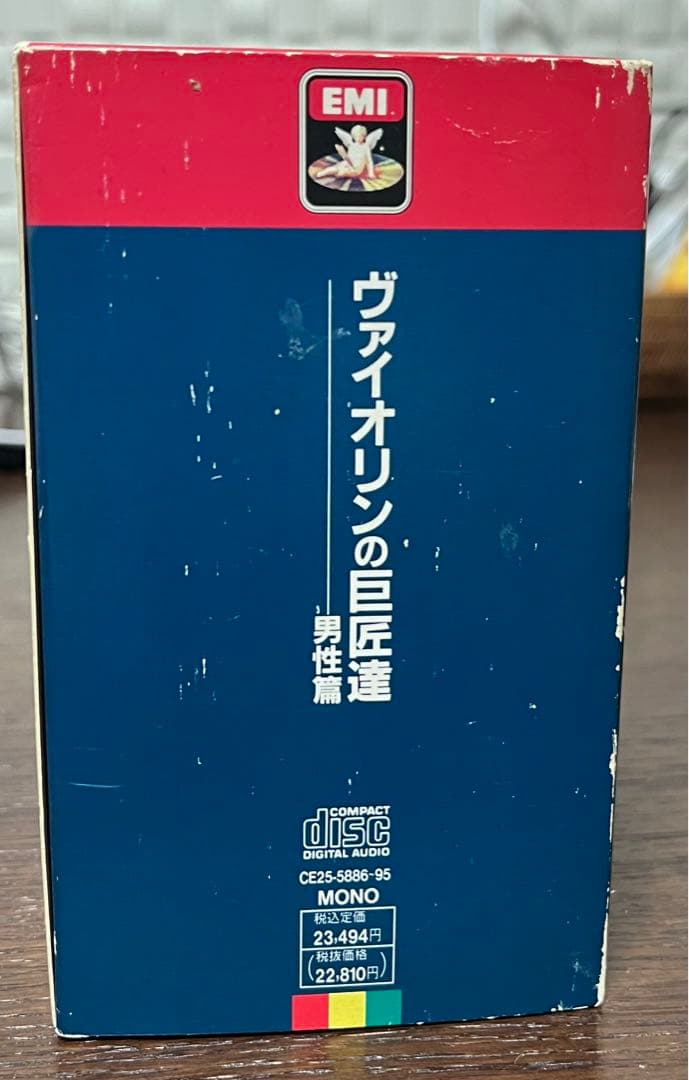 EMI
ヴァイオリンの巨匠達
男性篇
COMPACT
disc
DIGITAL AUDIO
CE25-5886~95
MONO
税込定価
23,494円
(税抜価格
22,810円)